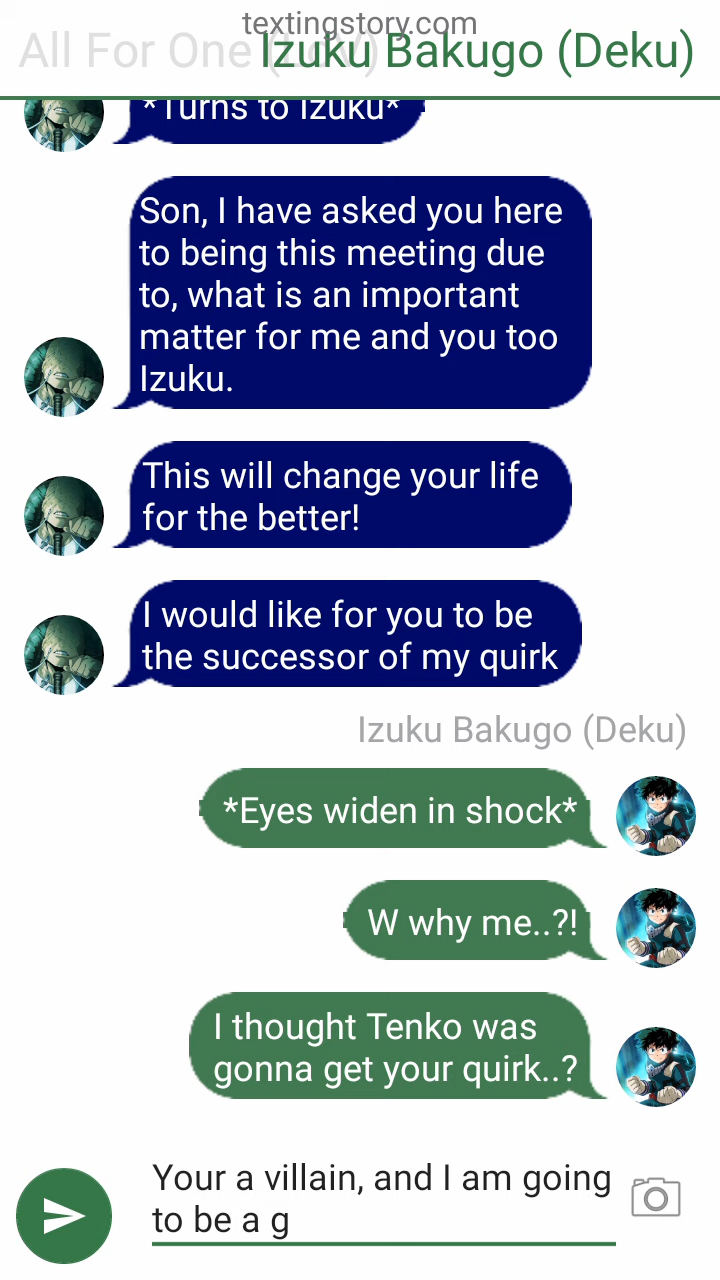 textingstory.com
All For One (LoV)
Izuku Bakugo (Deku)
*Turns to Izuku*
Son, I have asked you here
to being this meeting due
to, what is an important
matter for me and you too
Izuku.
This will change your life
for the better!
I would like for you to be
the successor of my quirk
Izuku Bakugo (Deku)
*Eyes widen in shock*
W why me..?!
I thought Tenko was
gonna get your quirk..?
Your a villain, and I am going
to be a g